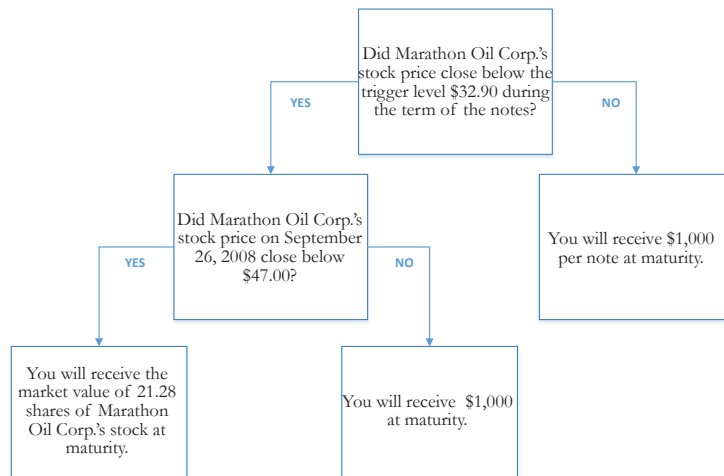 Did Marathon Oil Corp.'s
stock price close below the
trigger level $32.90 during
the term of the notes?
YES
NO
Did Marathon Oil Corp.'s
stock price on September
26, 2008 close below
$47.00?
You will receive $1,000
per note at maturity.
YES
NO
You will receive the
market value of 21.28
shares of Marathon
Oil Corp.'s stock at
maturity.
You will receive $1,000
at maturity.